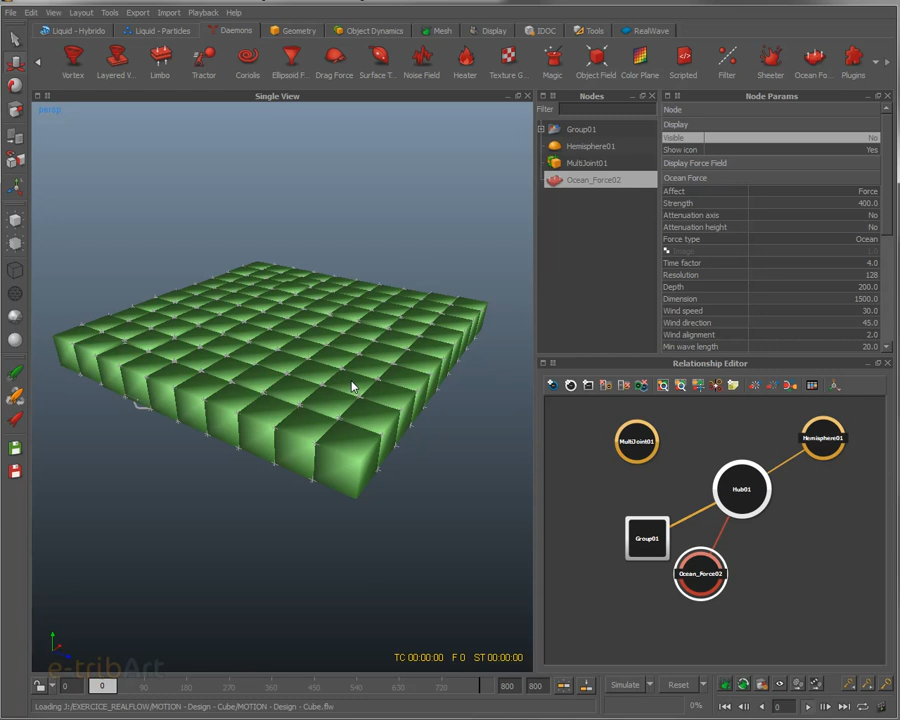 File Edit View Layout Tools Export Import Playback Help
Liquid - Hybrido Liquid - Particles Daemons Geometry Object Dynamics Mesh Display IDOC Tools RealWave
Vortex Layered V... Limbo Tractor Coriolis Ellipsoid F... Drag Force Surface T... Noise Field Heater Texture G... Magic Object Field Color Plane Scripted Filter Sheeter Ocean Fo... Plugins
Single View
persp
Nodes
Filter
Group01
Hemisphere01
MultiJoint01
Ocean_Force02
Node Params
Node
Display
Visible No
Show icon Yes
Display Force Field
Ocean Force
Affect Force
Strength 400.0
Attenuation axis No
Attenuation height No
Force type Ocean
Image 1.0
Time factor 4.0
Resolution 128
Depth 200.0
Dimension 1500.0
Wind speed 30.0
Wind direction 45.0
Wind alignment 2.0
Min wave length 20.0
Relationship Editor
MultiJoint01
Hemisphere01
Hub01
Group01
Ocean_Force02
TC 00:00:00 F 0 ST 00:00:00
e-tribArt
0 0 90 180 270 360 450 540 630 720 800 800 Simulate Reset
Loading J:/EXERCICE_REALFLOW/MOTION - Design - Cube/MOTION - Design - Cube.flw 0% 0